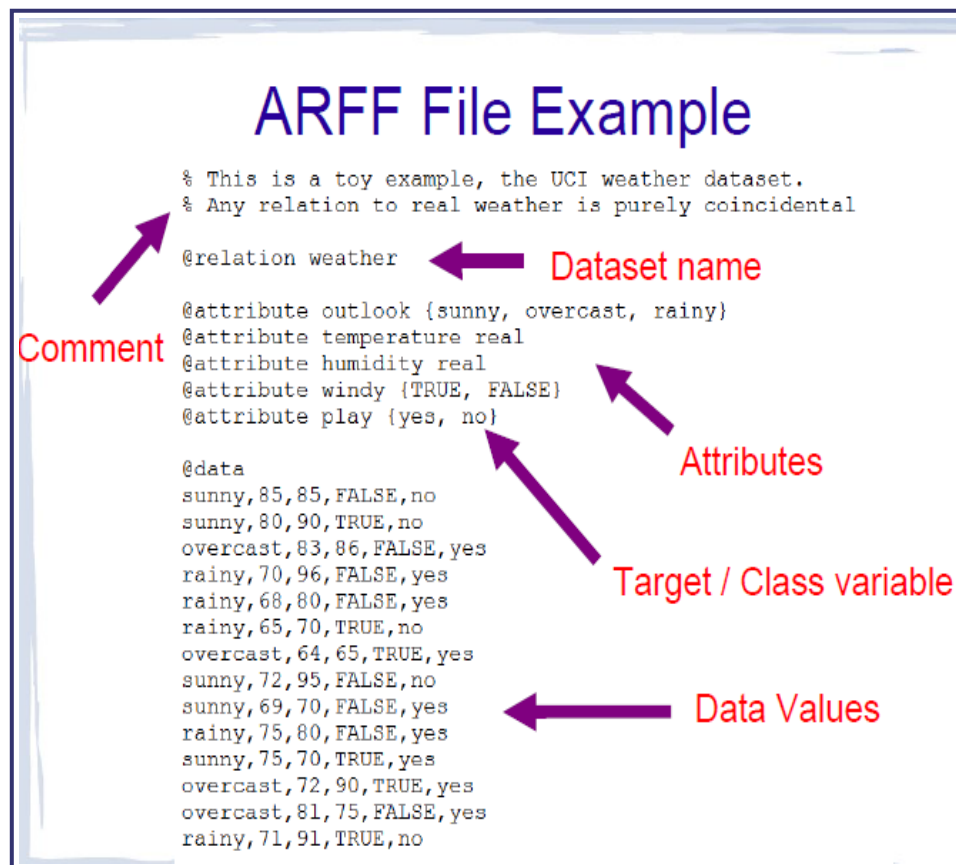 ARFF File Example
% This is a toy example, the UCI weather dataset.
% Any relation to real weather is purely coincidental
@relation weather
Dataset name
@attribute outlook {sunny, overcast, rainy}
@attribute temperature real
Comment
@attribute humidity real
@attribute windy {TRUE, FALSE}
@attribute play {yes, no}
Attributes
@data
sunny,85,85,FALSE,no
sunny,80,90,TRUE,no
overcast,83,86,FALSE,yes
rainy,70,96,FALSE,yes
Target / Class variable
rainy,68,80,FALSE,yes
rainy,65,70,TRUE,no
overcast,64,65,TRUE,yes
sunny,72,95,FALSE,no
sunny,69,70,FALSE,yes
Data Values
rainy,75,80,FALSE,yes
sunny,75,70,TRUE,yes
overcast,72,90,TRUE,yes
overcast,81,75,FALSE,yes
rainy,71,91,TRUE,no